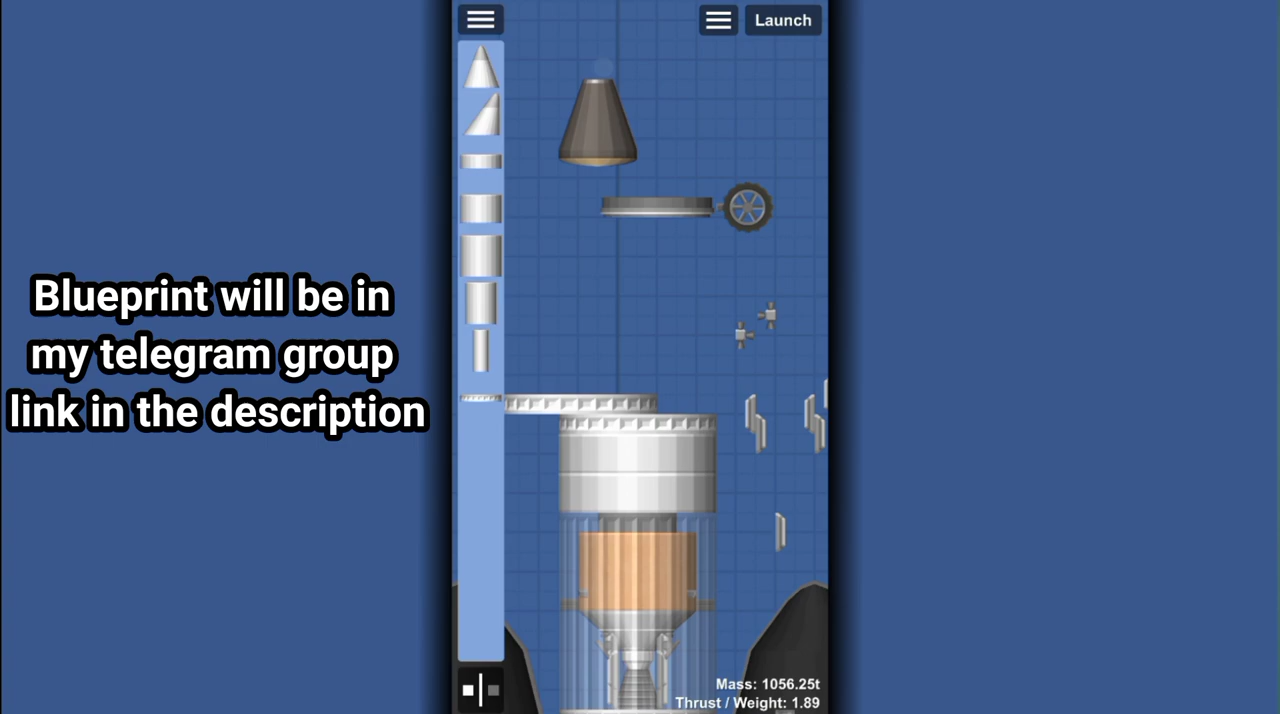 Launch
Blueprint will be in
my telegram group
link in the description
Mass: 1056.25t
Thrust / Weight: 1.89